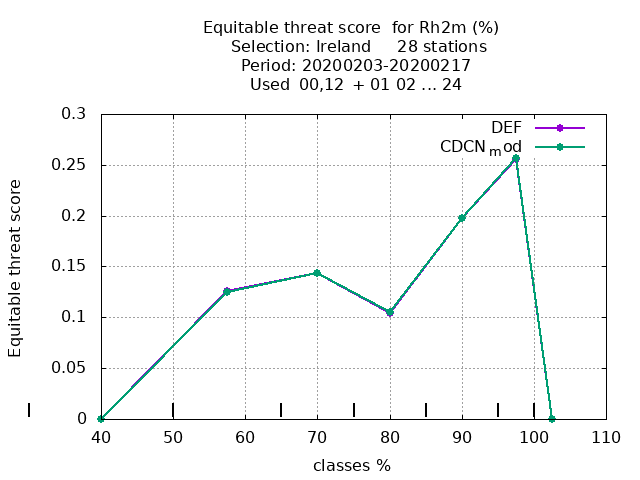 Equitable threat score  for Rh2m (%)
Selection: Ireland     28 stations
Period: 20200203-20200217
Used  00,12  + 01 02 ... 24
DEF
CDCNmod
Equitable threat score
0.3
0.25
0.2
0.15
0.1
0.05
0
40 50 60 70 80 90 100 110
classes %